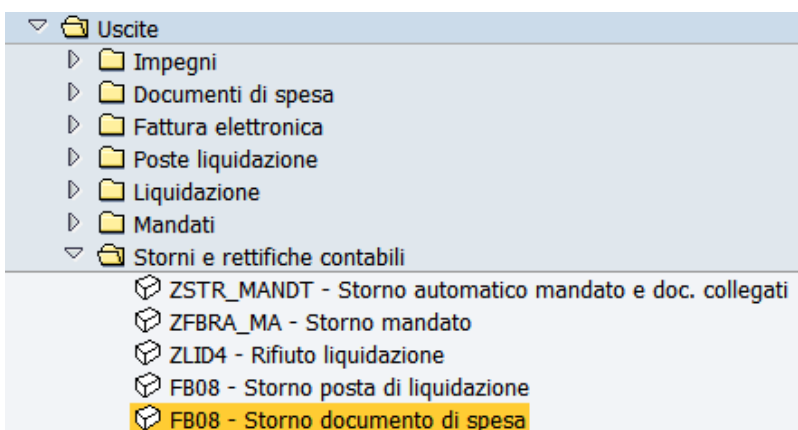 Uscite
Impegni
Documenti di spesa
Fattura elettronica
Poste liquidazione
Liquidazione
Mandati
Storni e rettifiche contabili
ZSTR_MANDT - Storno automatico mandato e doc. collegati
ZFBRA_MA - Storno mandato
ZLID4 - Rifiuto liquidazione
FB08 - Storno posta di liquidazione
FB08 - Storno documento di spesa